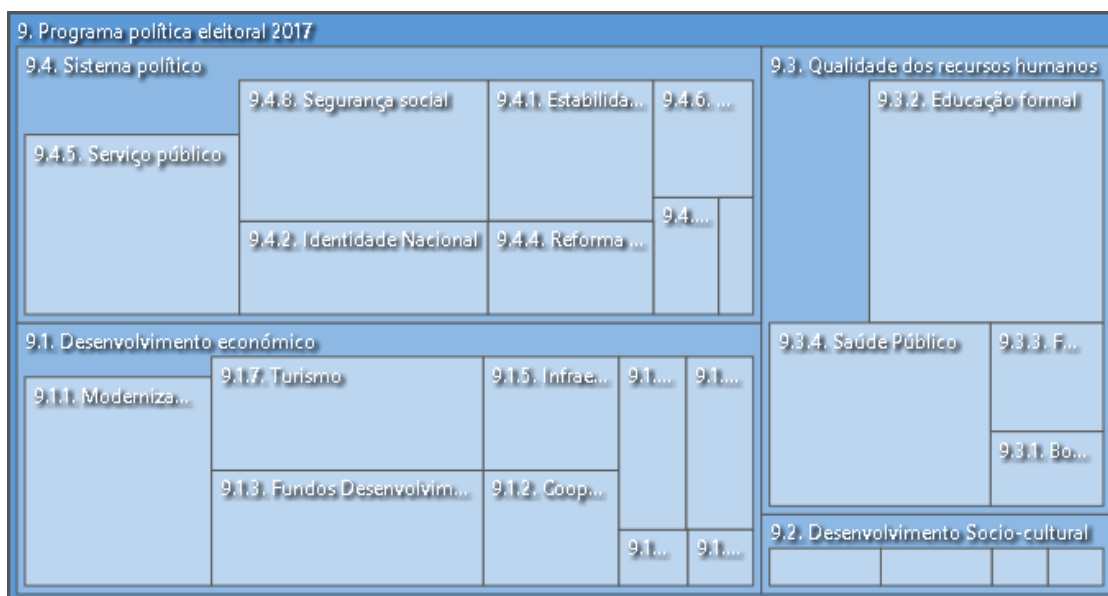 9. Programa política eleitoral 2017
9.4. Sistema político
9.4.8. Segurança social
9.4.1. Estabilida...
9.4.6. ...
9.4.5. Serviço público
9.4....
9.4.2. Identidade Nacional
9.4.4. Reforma ...
9.3. Qualidade dos recursos humanos
9.3.2. Educação formal
9.3.4. Saúde Público
9.3.3. F...
9.3.1. Bo...
9.1. Desenvolvimento económico
9.1.7. Turismo
9.1.5. Infrae...
9.1....
9.1....
9.1.1. Moderniza...
9.1.3. Fundos Desenvolvim...
9.1.2. Coop...
9.1...
9.1....
9.2. Desenvolvimento Socio-cultural